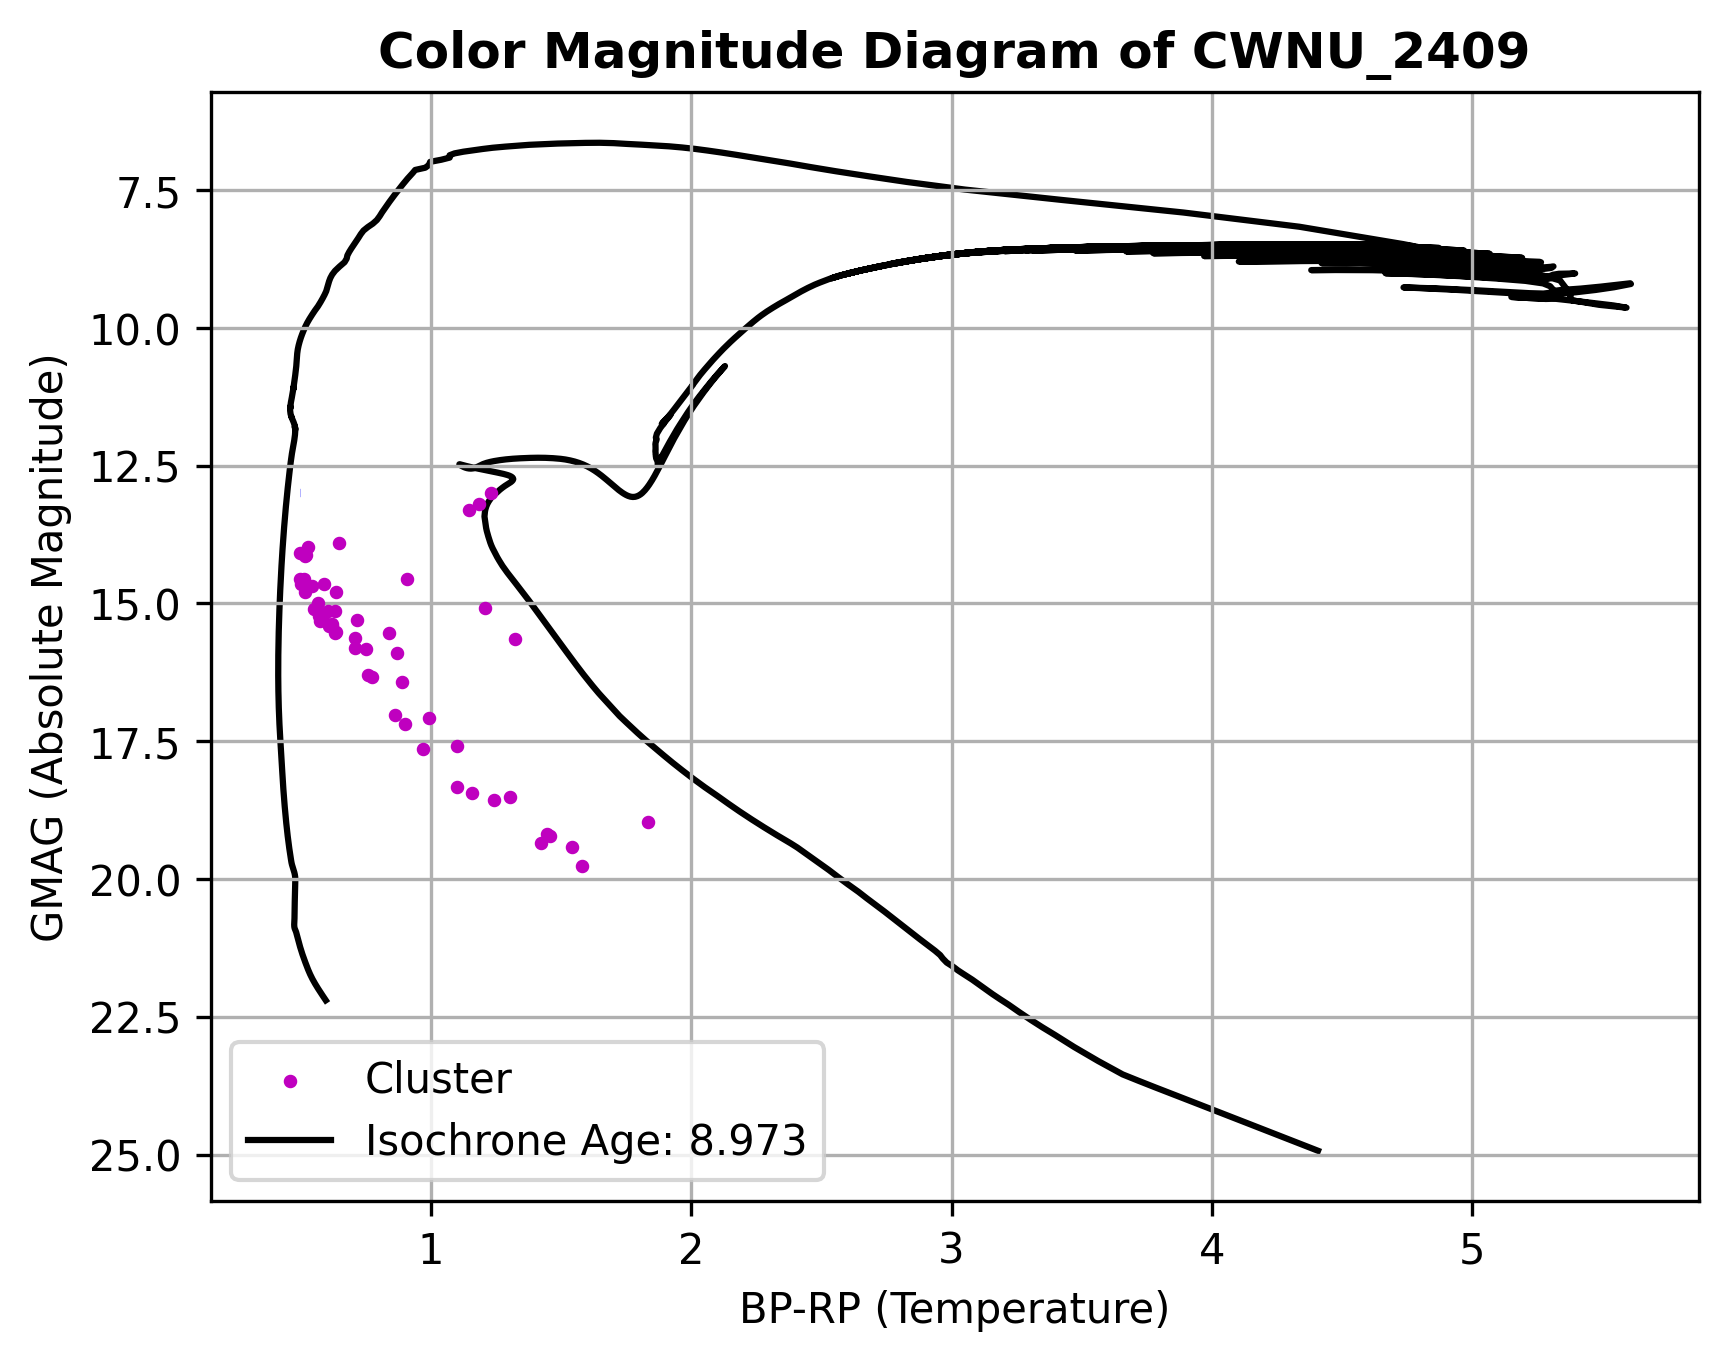 Color Magnitude Diagram of CWNU_2409
GMAG (Absolute Magnitude)
7.5
10.0
12.5
15.0
17.5
20.0
22.5
25.0
Cluster
Isochrone Age: 8.973
1 2 3 4 5
BP-RP (Temperature)